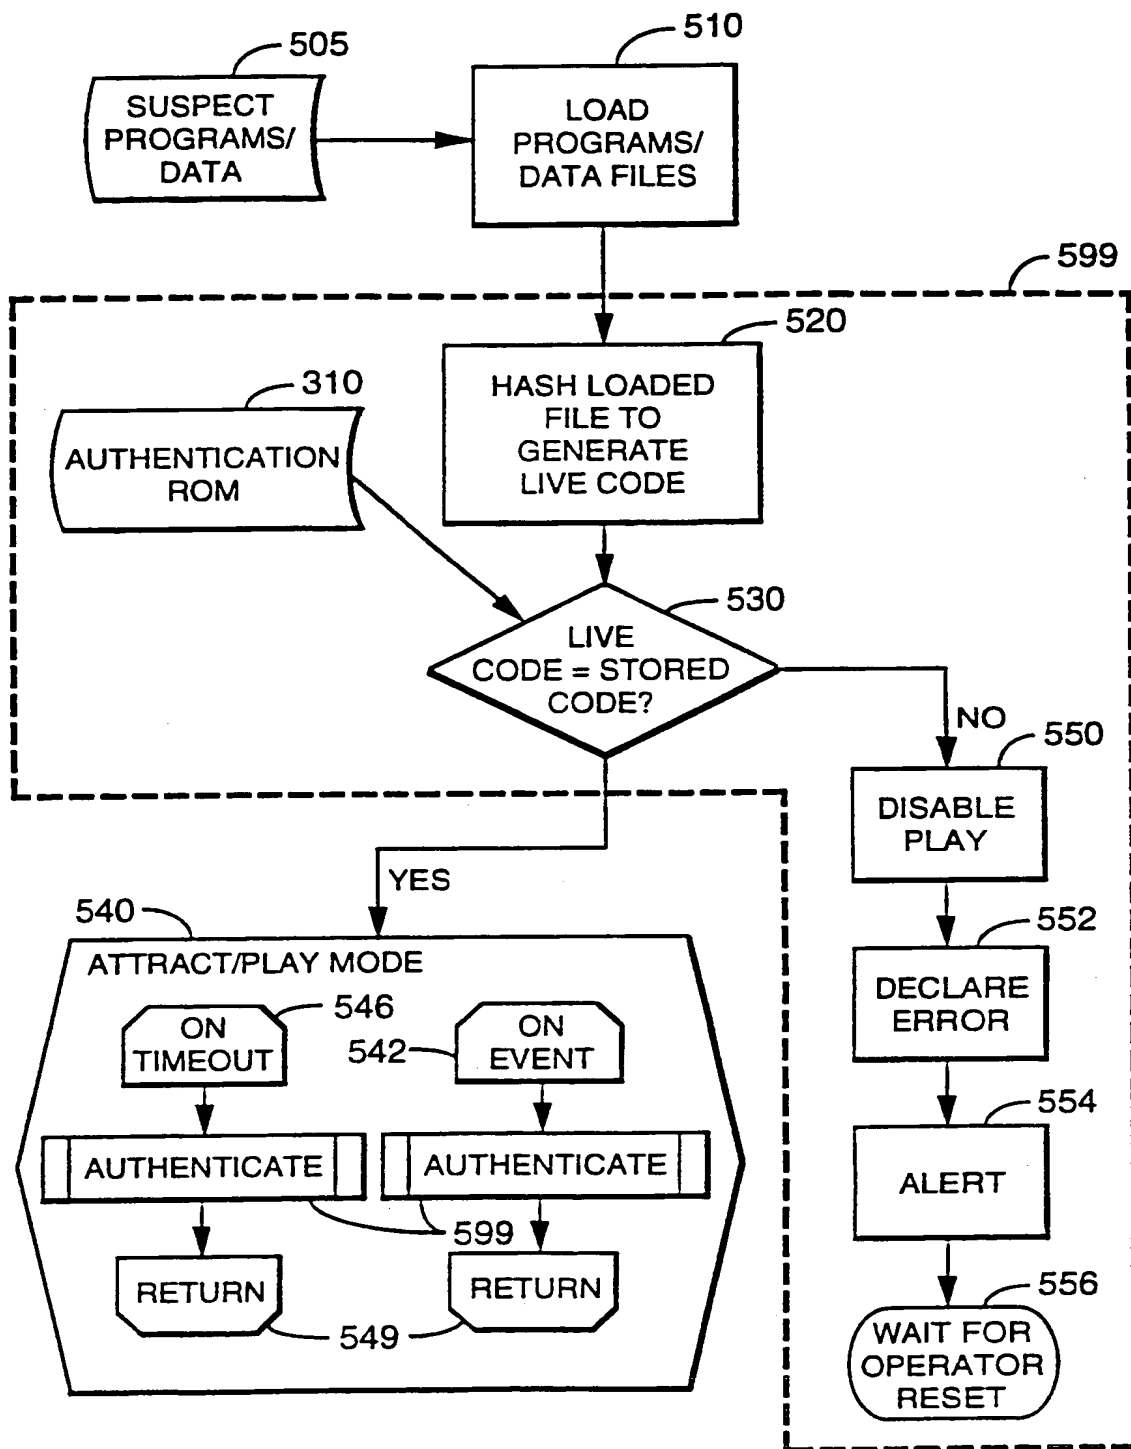 505
510
SUSPECT
PROGRAMS/
DATA
LOAD
PROGRAMS/
DATA FILES
599
520
310
HASH LOADED
FILE TO
GENERATE
LIVE CODE
AUTHENTICATION
ROM
530
LIVE
CODE = STORED
CODE?
NO
550
DISABLE
PLAY
YES
540
552
ATTRACT/PLAY MODE
DECLARE
ERROR
546
ON
TIMEOUT
542
ON
EVENT
554
AUTHENTICATE
AUTHENTICATE
ALERT
599
RETURN
RETURN
549
556
WAIT FOR
OPERATOR
RESET